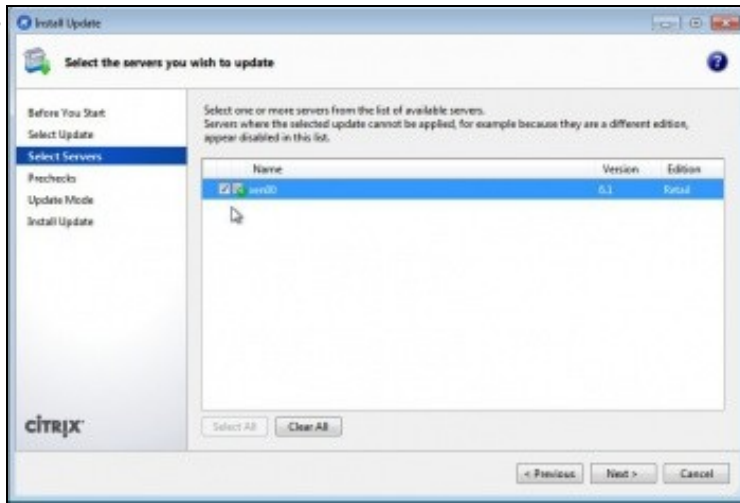 Install Update
Select the servers you wish to update
Before You Start
Select Update
Select Servers
Prechecks
Update Mode
Install Update
Select one or more servers from the list of available servers.
Servers where the selected update cannot be applied, for example because they are a different edition,
appear disabled in this list.
Name Version Edition
6.1 Retail
CITRIX
Select All Clear All
< Previous Next > Cancel